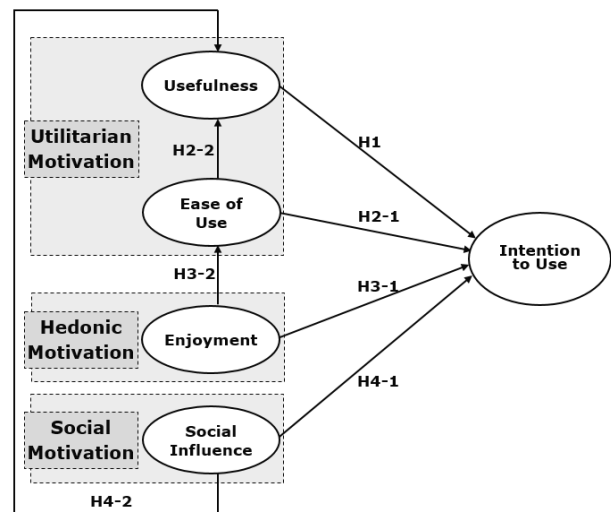 Usefulness
Utilitarian
Motivation
H2-2
H1
Ease of
Use
H2-1
Intention
to Use
H3-2
H3-1
Hedonic
Motivation
Enjoyment
H4-1
Social
Motivation
Social
Influence
H4-2